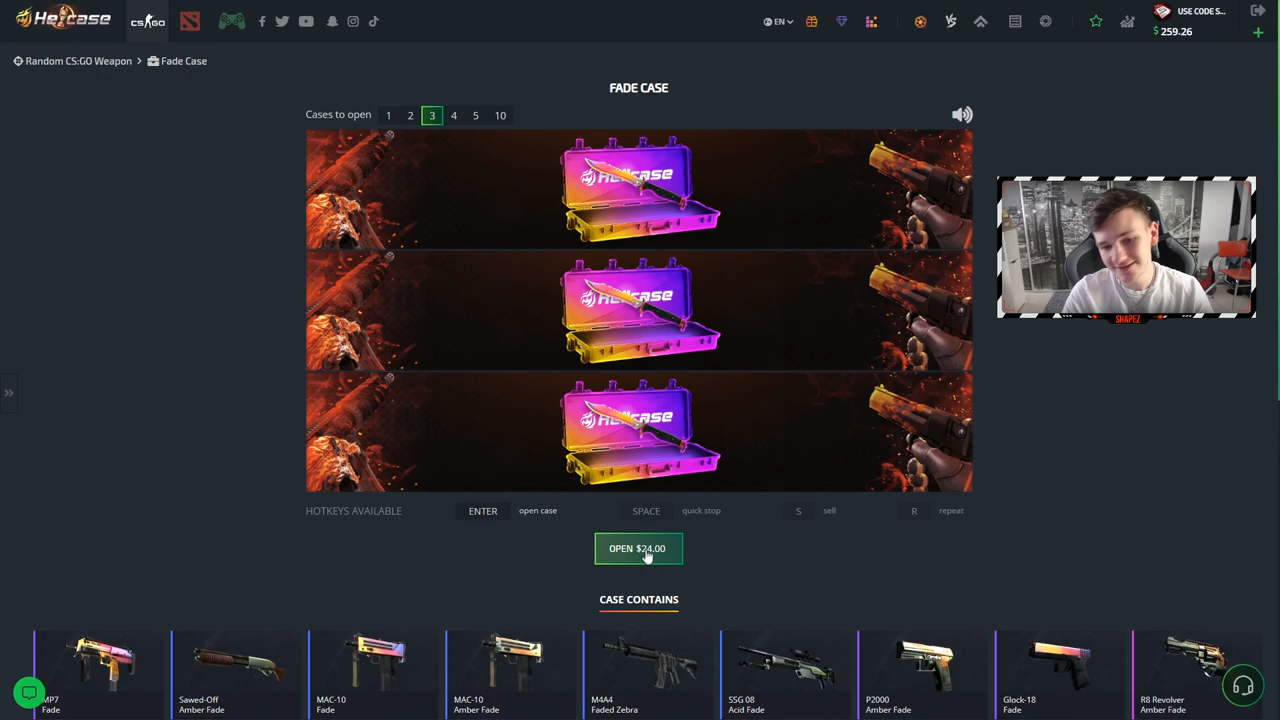 Hellcase
CS:GO
EN
USE CODE S...
$ 259.26
Random CS:GO Weapon > Fade Case
FADE CASE
Cases to open 1 2 3 4 5 10
Hellcase
Hellcase
Hellcase
SHAPEZ
HOTKEYS AVAILABLE ENTER open case SPACE quick stop S sell R repeat
OPEN $24.00
CASE CONTAINS
MP7
Fade
Sawed-Off
Amber Fade
MAC-10
Fade
MAC-10
Amber Fade
M4A4
Faded Zebra
SSG 08
Acid Fade
P2000
Amber Fade
Glock-18
Fade
R8 Revolver
Amber Fade